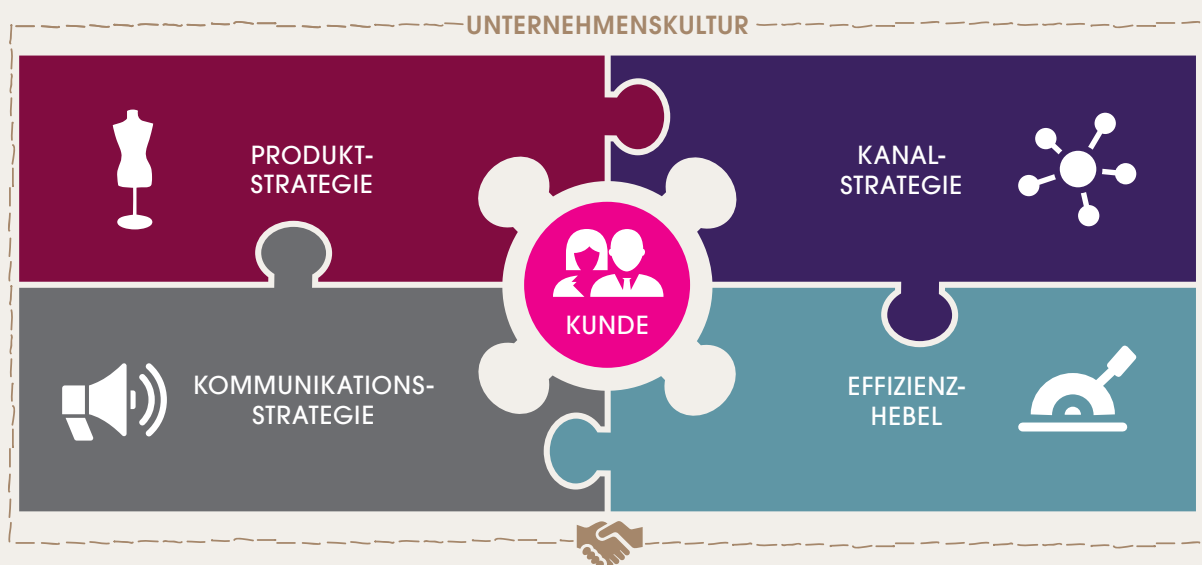 UNTERNEHMENSKULTUR
PRODUKT-
STRATEGIE
KANAL-
STRATEGIE
KUNDE
KOMMUNIKATIONS-
STRATEGIE
EFFIZIENZ-
HEBEL